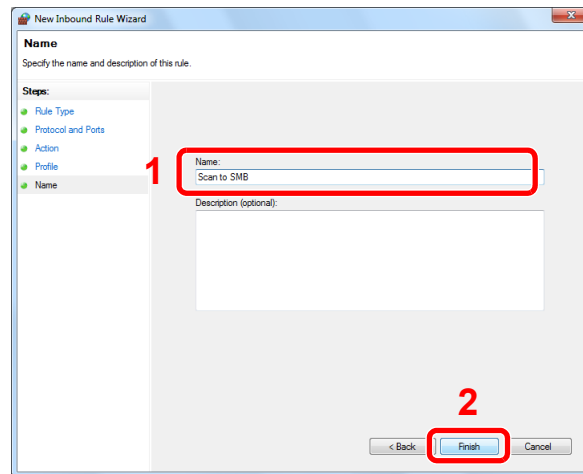 New Inbound Rule Wizard
Name
Specify the name and description of this rule.
Steps:
Rule Type
Protocol and Ports
Action
Profile
Name
1
Name:
Scan to SMB
Description (optional):
2
< Back
Finish
Cancel